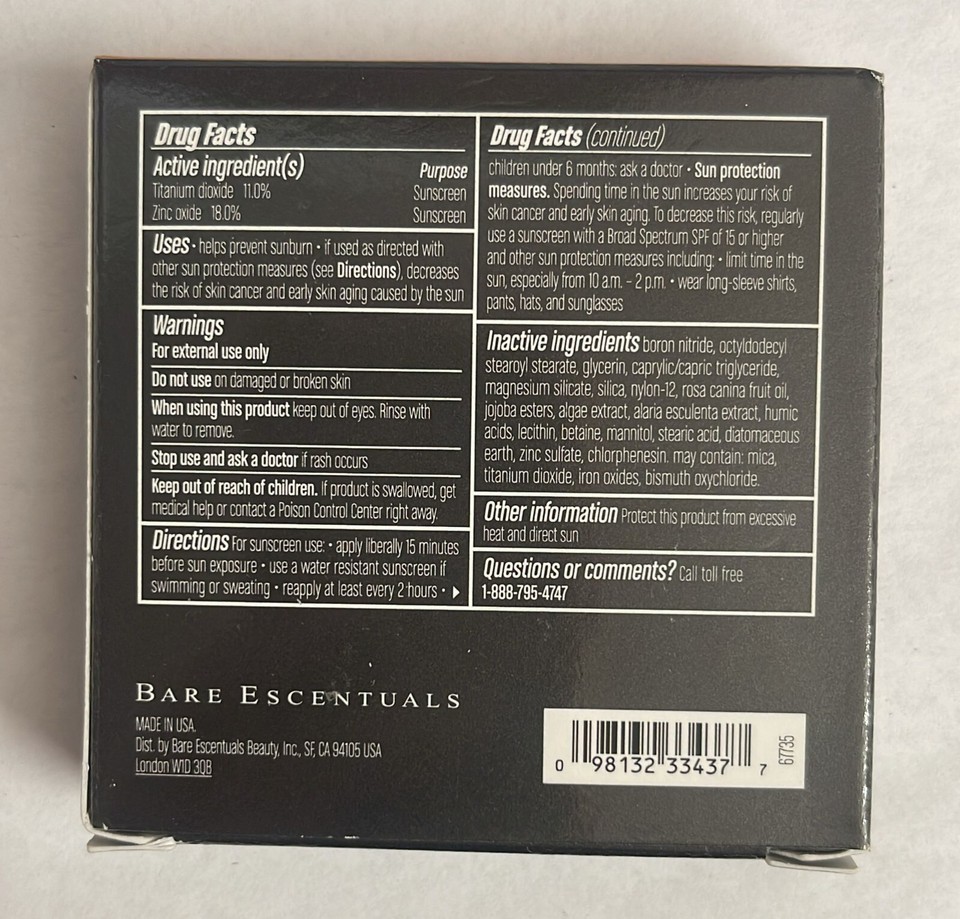 Drug Facts
Active ingredient(s) Purpose
Titanium dioxide 11.0% Sunscreen
Zinc oxide 18.0% Sunscreen
Uses • helps prevent sunburn • if used as directed with
other sun protection measures (see Directions), decreases
the risk of skin cancer and early skin aging caused by the sun
Warnings
For external use only
Do not use on damaged or broken skin
When using this product keep out of eyes. Rinse with
water to remove.
Stop use and ask a doctor if rash occurs
Keep out of reach of children. If product is swallowed, get
medical help or contact a Poison Control Center right away.
Directions For sunscreen use: • apply liberally 15 minutes
before sun exposure • use a water resistant sunscreen if
swimming or sweating • reapply at least every 2 hours •
Drug Facts (continued)
children under 6 months: ask a doctor • Sun protection
measures. Spending time in the sun increases your risk of
skin cancer and early skin aging. To decrease this risk, regularly
use a sunscreen with a Broad Spectrum SPF of 15 or higher
and other sun protection measures including: • limit time in the
sun, especially from 10 a.m. – 2 p.m. • wear long-sleeve shirts,
pants, hats, and sunglasses
Inactive ingredients boron nitride, octyldodecyl
stearoyl stearate, glycerin, caprylic/capric triglyceride,
magnesium silicate, silica, nylon-12, rosa canina fruit oil,
jojoba esters, algae extract, alaria esculenta extract, humic
acids, lecithin, betaine, mannitol, stearic acid, diatomaceous
earth, zinc sulfate, chlorphenesin. may contain: mica,
titanium dioxide, iron oxides, bismuth oxychloride.
Other information Protect this product from excessive
heat and direct sun
Questions or comments? Call toll free
1-888-795-4747
BARE ESCENTUALS
MADE IN USA.
Dist. by Bare Escentuals Beauty, Inc., SF, CA 94105 USA
London W1D 3QB
0 98132 33437 7
67735